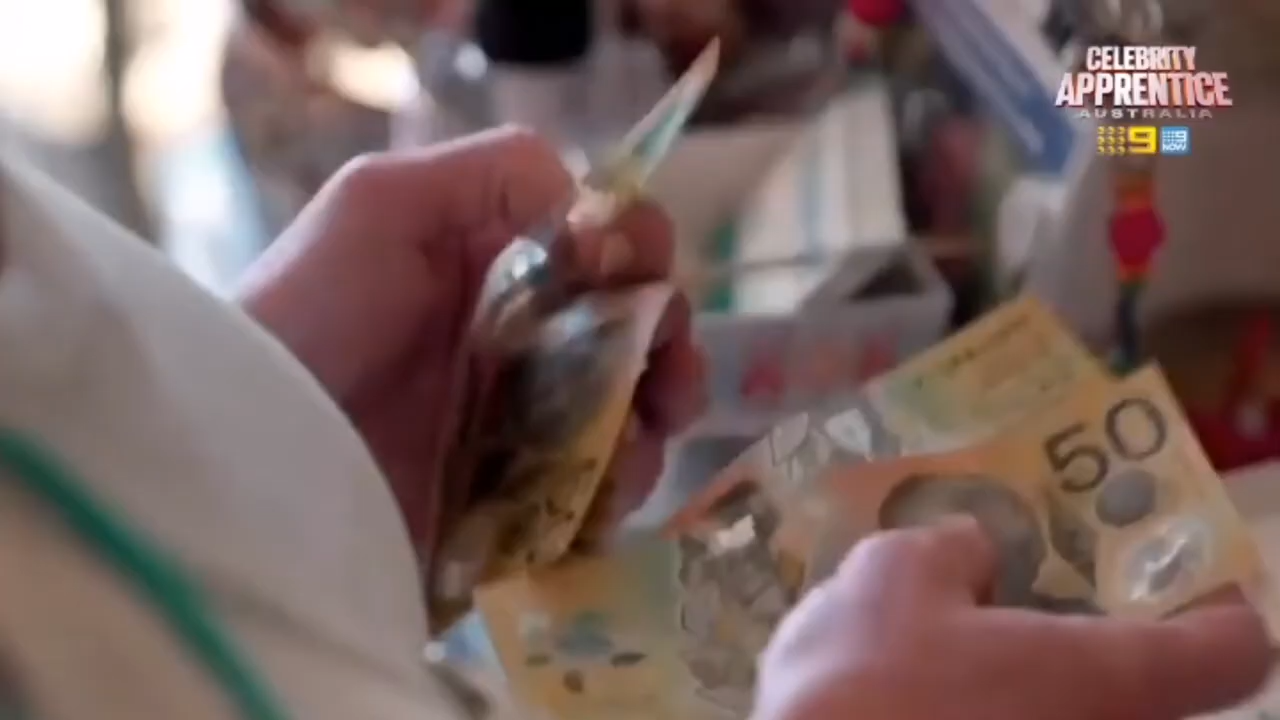 CELEBRITY
APPRENTICE
AUSTRALIA
9 9
NOW
50